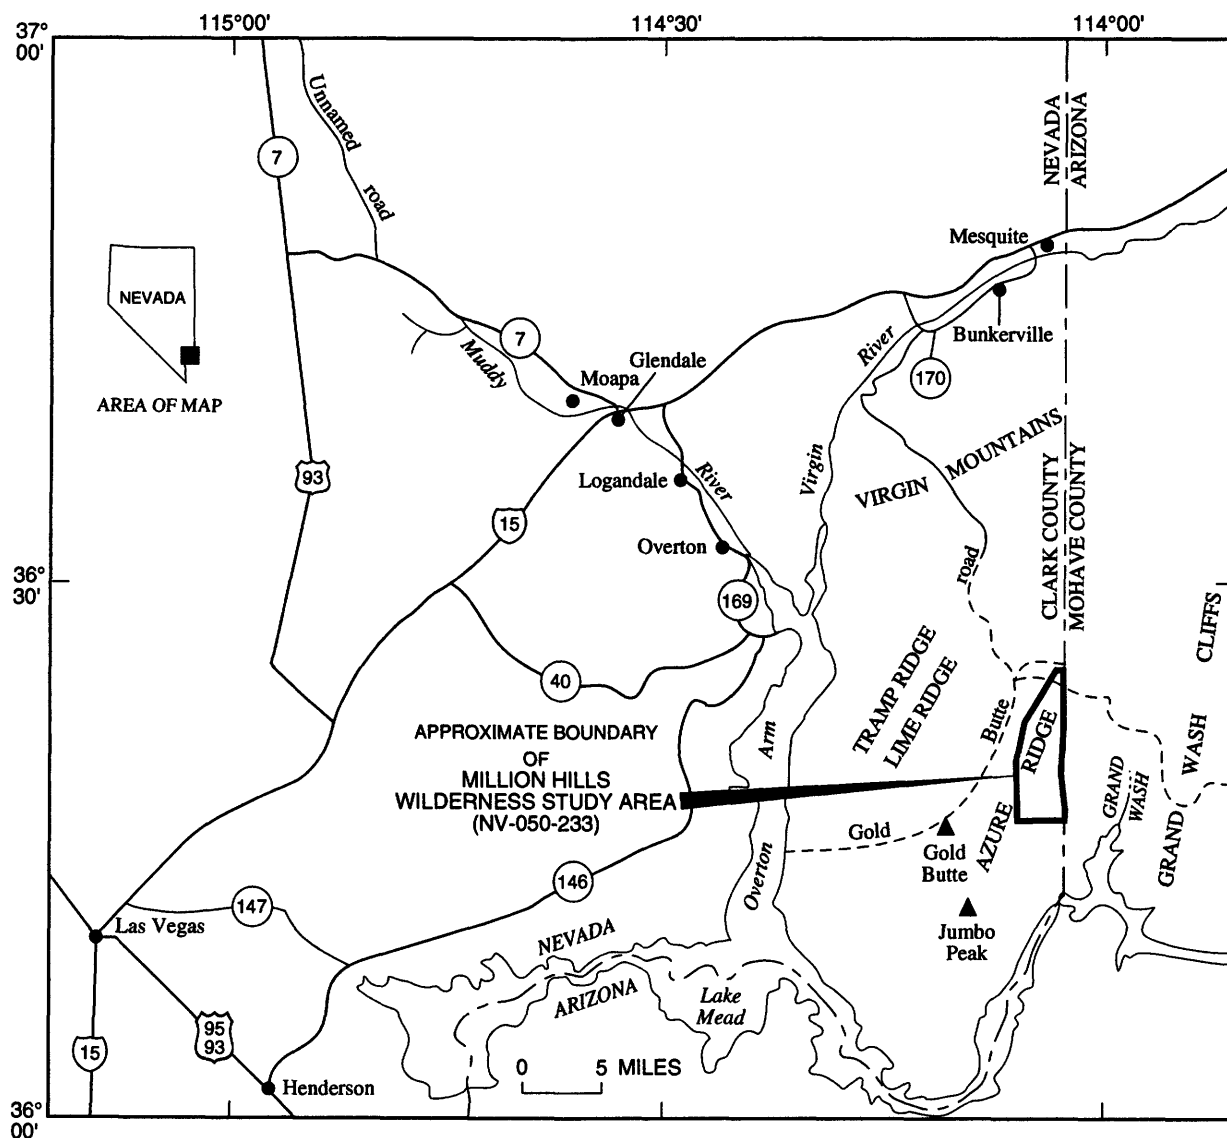 115°00'
114°30'
114°00'
37°
00'
Unnamed
road
7
NEVADA
ARIZONA
Mesquite
NEVADA
AREA OF MAP
Bunkerville
River
170
7
Glendale
Moapa
Muddy
VIRGIN MOUNTAINS
93
River
Virgin
Logandale
15
Overton
road
CLARK COUNTY
MOHAVE COUNTY
36°
30'
169
40
TRAMP RIDGE
LIME RIDGE
GRAND WASH CLIFFS
Butte
AZURE RIDGE
Arm
APPROXIMATE BOUNDARY
OF
MILLION HILLS
WILDERNESS STUDY AREA
(NV-050-233)
GRAND
WASH
Gold
Gold
Butte
Overton
146
147
Las Vegas
Jumbo
Peak
NEVADA
ARIZONA
Lake
Mead
95
93
15
0 5 MILES
Henderson
36°
00'